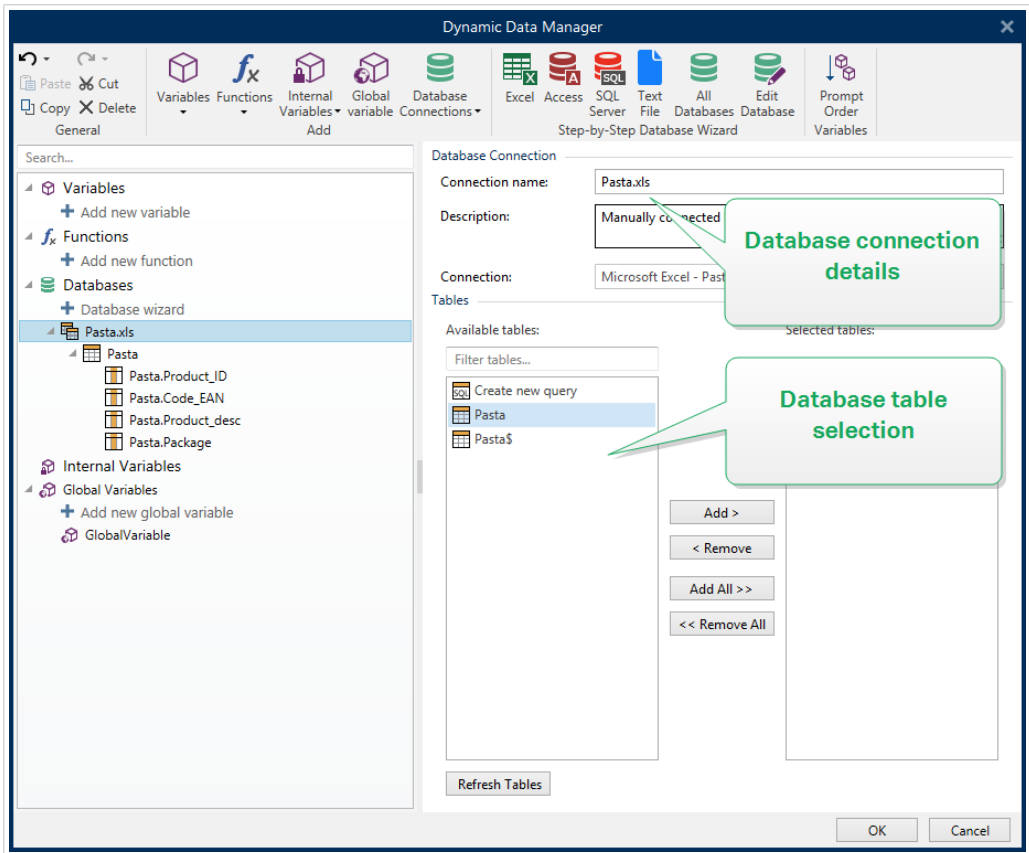 Dynamic Data Manager
Paste Cut
Copy Delete
General
Variables Functions Internal Variables Global variable Database Connections
Add
Excel Access SQL Server Text File All Databases Edit Database
Step-by-Step Database Wizard
Prompt Order
Variables
Search...
Variables
Add new variable
Functions
Add new function
Databases
Database wizard
Pasta.xls
Pasta
Pasta.Product_ID
Pasta.Code_EAN
Pasta.Product_desc
Pasta.Package
Internal Variables
Global Variables
Add new global variable
GlobalVariable
Database Connection
Connection name: Pasta.xls
Description: Manually connected
Connection: Microsoft Excel - Past
Database connection
details
Tables
Available tables:
Selected tables:
Filter tables...
SQL Create new query
Pasta
Pasta$
Database table
selection
Add >
< Remove
Add All >>
<< Remove All
Refresh Tables
OK Cancel